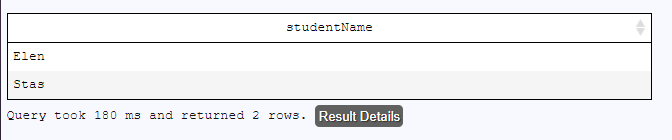 studentName
Elen
Stas
Query took 180 ms and returned 2 rows. Result Details